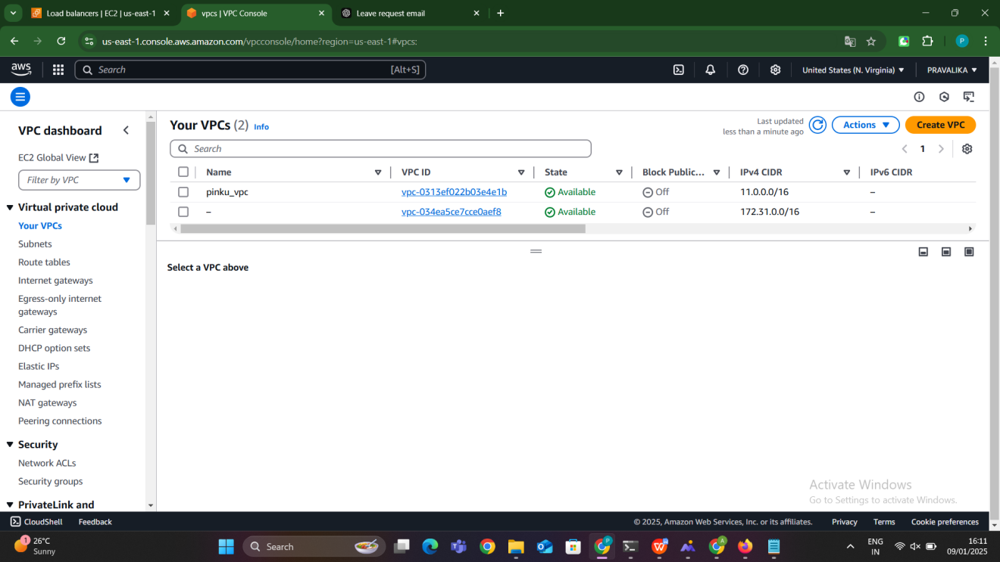 Load balancers | EC2 | us-east-1
vpcs | VPC Console
Leave request email
us-east-1.console.aws.amazon.com/vpcconsole/home?region=us-east-1#vpcs:
P
aws
Search
[Alt+S]
United States (N. Virginia)
PRAVALIKA
VPC dashboard
EC2 Global View
Filter by VPC
Virtual private cloud
Your VPCs
Subnets
Route tables
Internet gateways
Egress-only internet
gateways
Carrier gateways
DHCP option sets
Elastic IPs
Managed prefix lists
NAT gateways
Peering connections
Security
Network ACLs
Security groups
PrivateLink and
Your VPCs (2) Info
Last updated
less than a minute ago
Actions
Create VPC
Search
1
Name VPC ID State Block Public... IPv4 CIDR IPv6 CIDR
pinku_vpc vpc-0313ef022b03e4e1b Available Off 11.0.0.0/16 –
– vpc-034ea5ce7cce0aef8 Available Off 172.31.0.0/16 –
Select a VPC above
Activate Windows
Go to Settings to activate Windows.
CloudShell Feedback
© 2025, Amazon Web Services, Inc. or its affiliates. Privacy Terms Cookie preferences
1
26°C
Sunny
Search
P
A
ENG
IN
16:11
09/01/2025